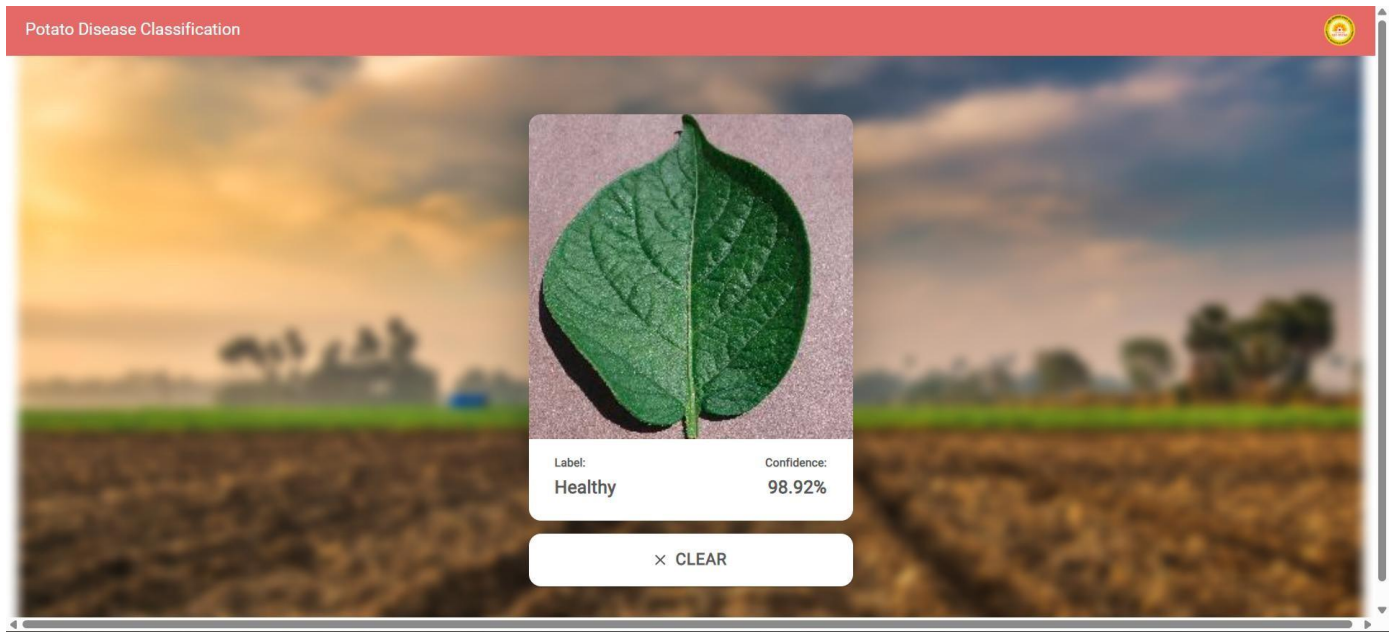 Potato Disease Classification
Label:
Confidence:
Healthy
98.92%
× CLEAR